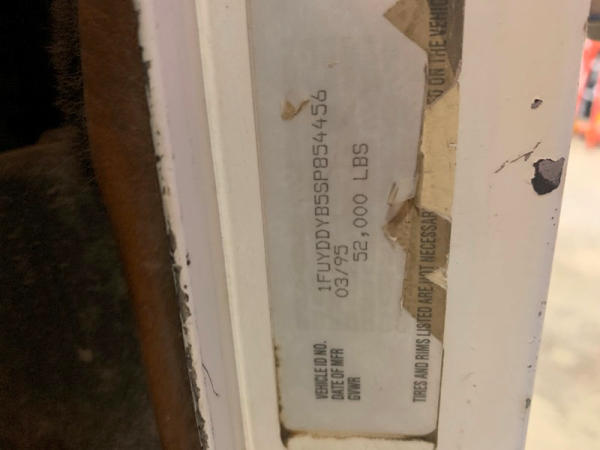 VEHICLE ID NO. 1FUYDDYB5SP854456
DATE OF MFR 03/95
GVWR 52,000 LBS
TIRES AND RIMS LISTED ARE NOT NECESSAR
ON THE VEHIC